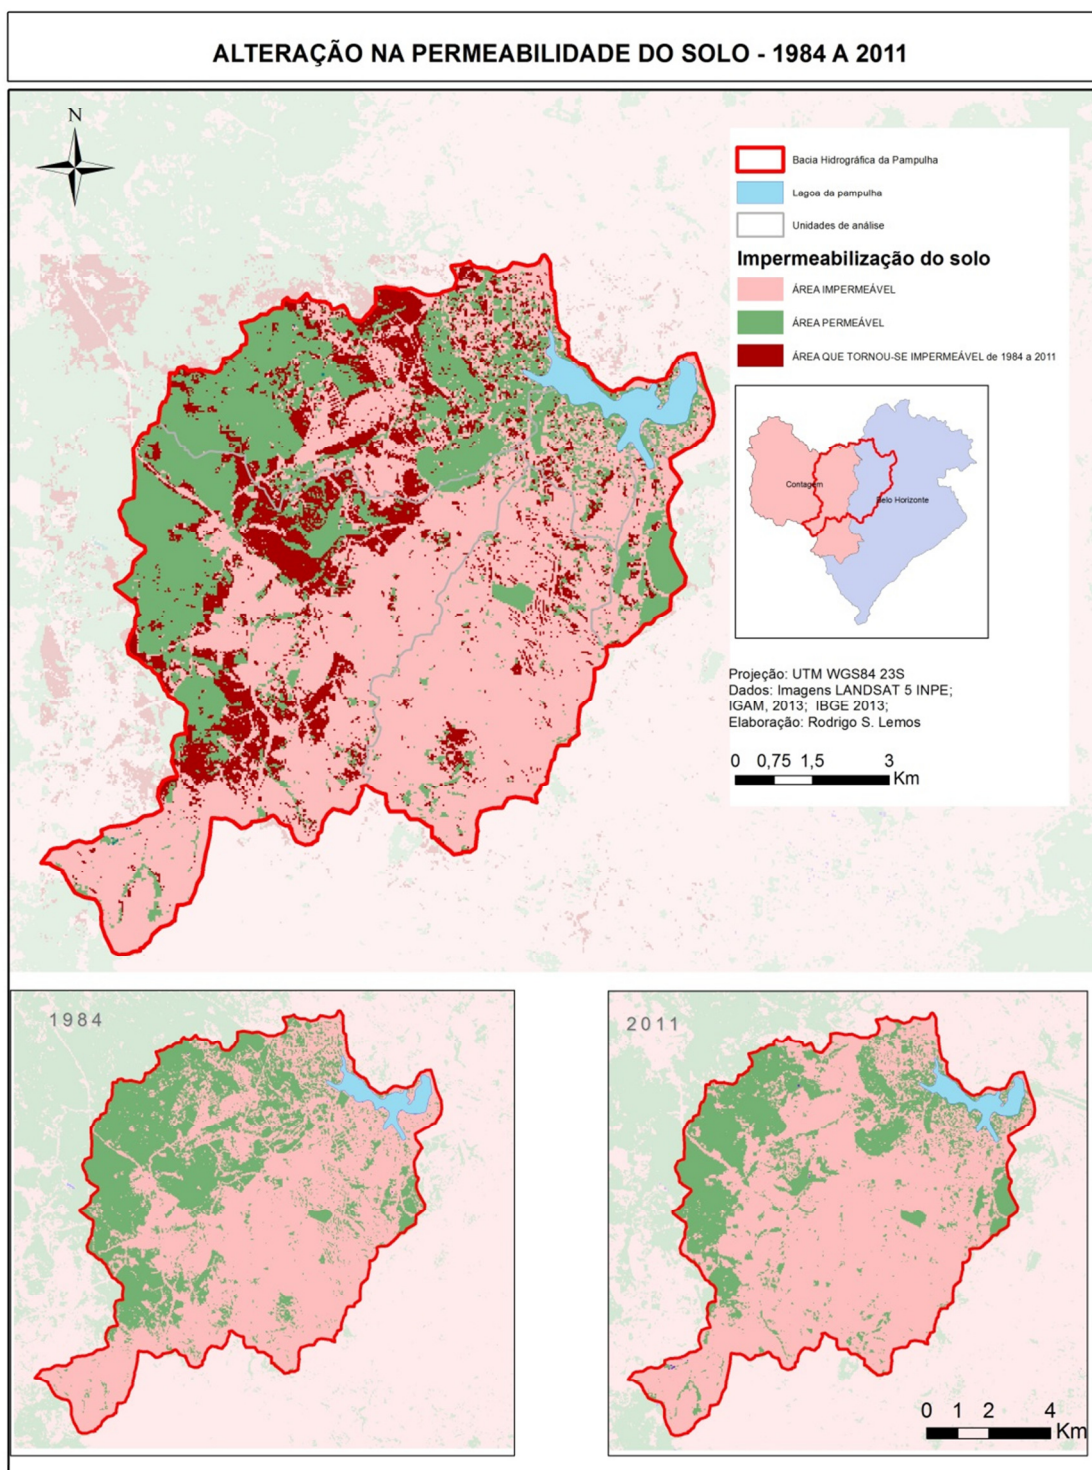 ALTERAÇÃO NA PERMEABILIDADE DO SOLO - 1984 A 2011
N
Bacia Hidrográfica da Pampulha
Lagoa da pampulha
Unidades de análise
Impermeabilização do solo
ÁREA IMPERMEÁVEL
ÁREA PERMEÁVEL
ÁREA QUE TORNOU-SE IMPERMEÁVEL de 1984 a 2011
Contagem
Belo Horizonte
Projeção: UTM WGS84 23S
Dados: Imagens LANDSAT 5 INPE;
IGAM, 2013; IBGE 2013;
Elaboração: Rodrigo S. Lemos
0 0,75 1,5 3
Km
1984
2011
0 1 2 4
Km